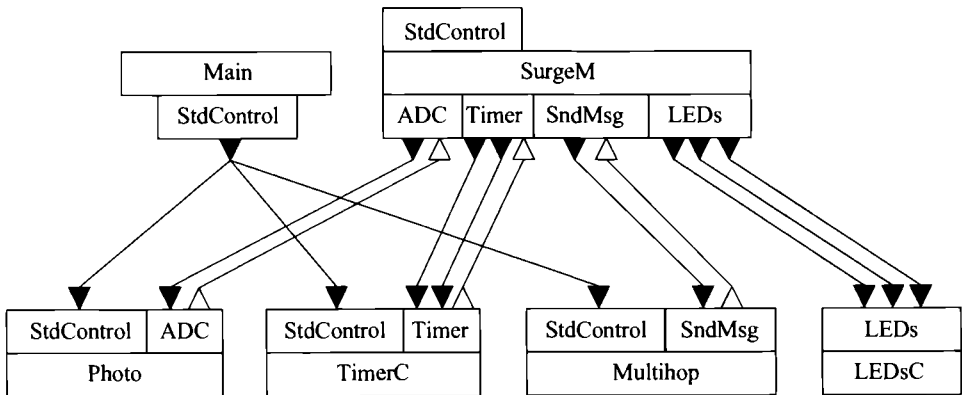 StdControl
Main
SurgeM
StdControl
ADC Timer SndMsg LEDs
StdControl ADC
Photo
StdControl Timer
TimerC
StdControl SndMsg
Multihop
LEDs
LEDsC